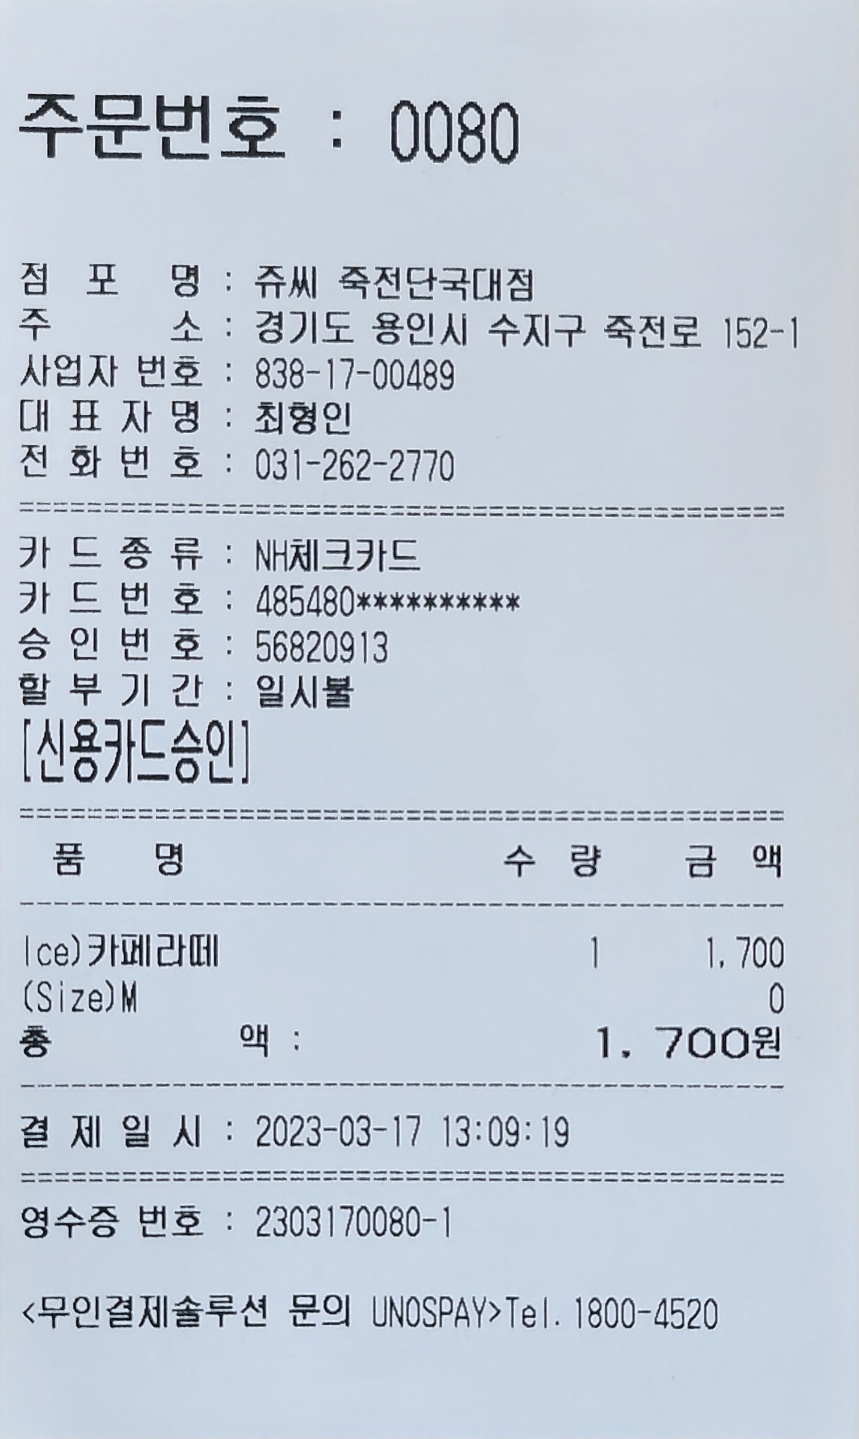 주문번호 : 0080
점 포 명 : 쥬씨 죽전단국대점
주 소 : 경기도 용인시 수지구 죽전로 152-1
사업자 번호 : 838-17-00489
대 표 자 명 : 최형인
전 화 번 호 : 031-262-2770
==============================================
카 드 종 류 : NH체크카드
카 드 번 호 : 485480**********
승 인 번 호 : 56820913
할 부 기 간 : 일시불
[신용카드승인]
==============================================
품 명 수 량 금 액
----------------------------------------------
Ice)카페라떼 1 1,700
(Size)M 0
총 액 : 1,700원
----------------------------------------------
결 제 일 시 : 2023-03-17 13:09:19
==============================================
영수증 번호 : 2303170080-1
<무인결제솔루션 문의 UNOSPAY>Tel.1800-4520